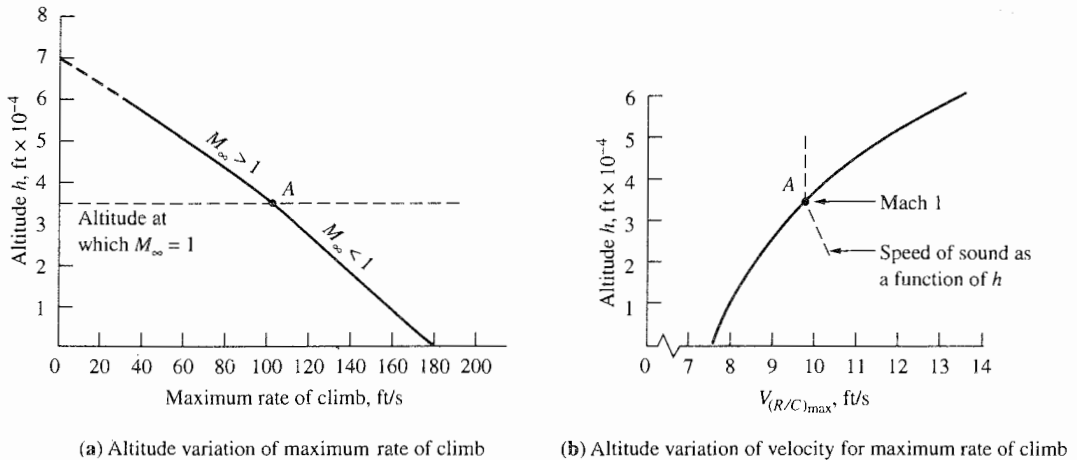 8
7
6
5
4
3
2
1
Altitude h, ft × 10⁻⁴
M∞ > 1
A
Altitude at
which M∞ = 1
M∞ < 1
0 20 40 60 80 100 120 140 160 180 200
Maximum rate of climb, ft/s
(a) Altitude variation of maximum rate of climb
6
5
4
3
2
1
Altitude h, ft × 10⁻⁴
A
Mach 1
Speed of sound as
a function of h
0 7 8 9 10 11 12 13 14
V(R/C)max, ft/s
(b) Altitude variation of velocity for maximum rate of climb